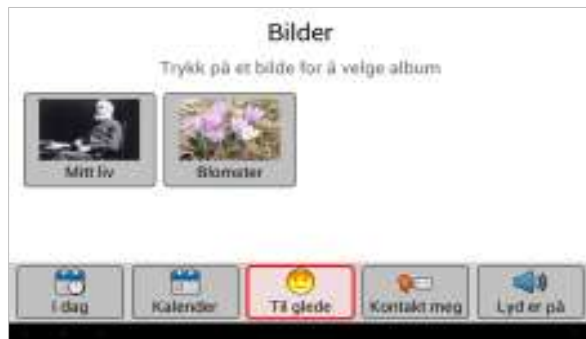 Bilder
Trykk på et bilde for å velge album
Mitt liv Blomster
I dag Kalender Til glede Kontakt meg Lyd er på